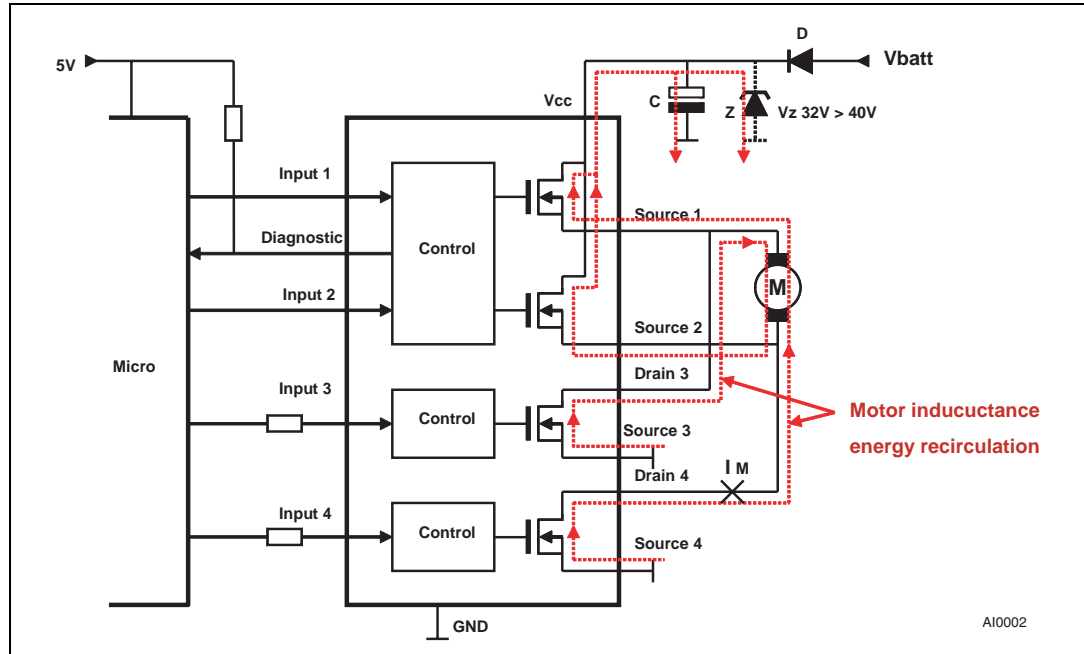 D
5V
Vbatt
Vcc
C
Z
Vz 32V > 40V
Input 1
Source 1
Diagnostic
Control
M
Input 2
Source 2
Micro
Drain 3
Input 3
Control
Source 3
Motor inducuctance
energy recirculation
Drain 4
I M
Input 4
Control
Source 4
GND
AI0002